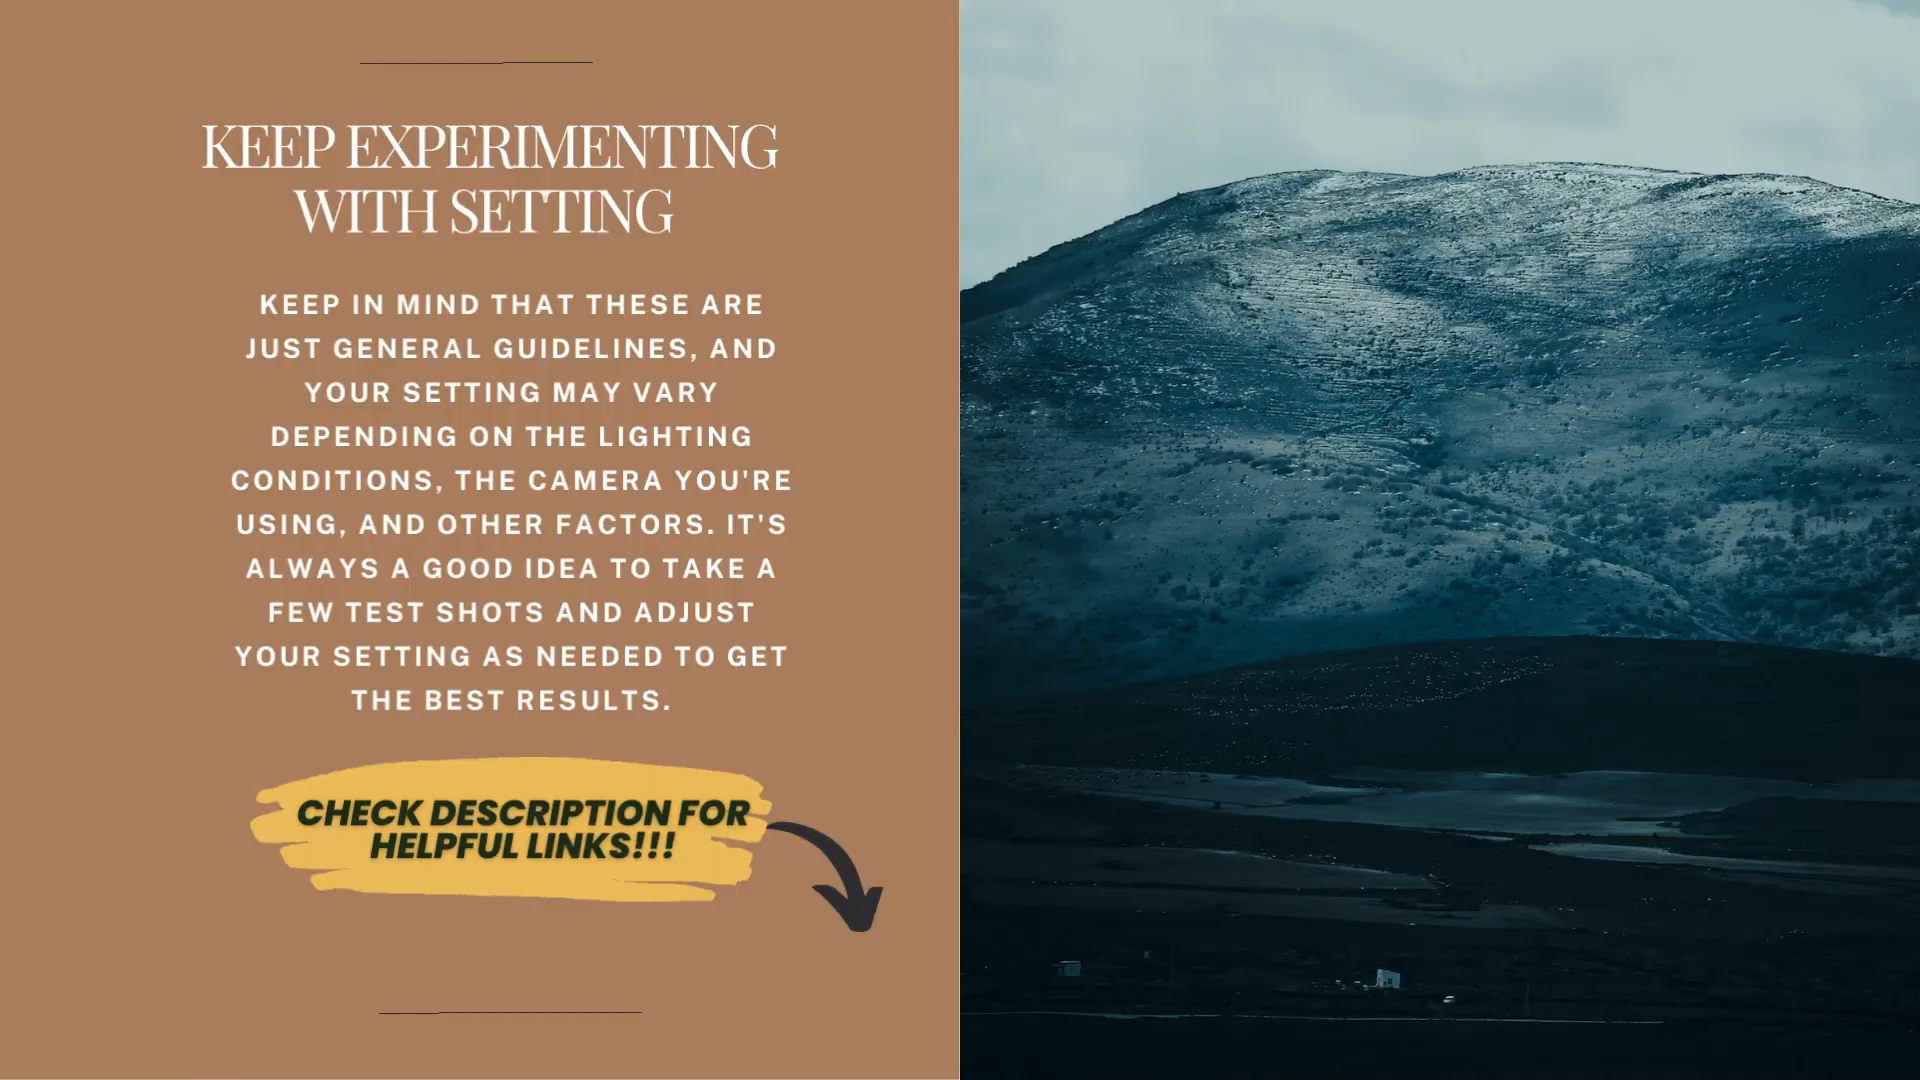 KEEP EXPERIMENTING
WITH SETTING
KEEP IN MIND THAT THESE ARE
JUST GENERAL GUIDELINES, AND
YOUR SETTING MAY VARY
DEPENDING ON THE LIGHTING
CONDITIONS, THE CAMERA YOU'RE
USING, AND OTHER FACTORS. IT'S
ALWAYS A GOOD IDEA TO TAKE A
FEW TEST SHOTS AND ADJUST
YOUR SETTING AS NEEDED TO GET
THE BEST RESULTS.
CHECK DESCRIPTION FOR
HELPFUL LINKS!!!